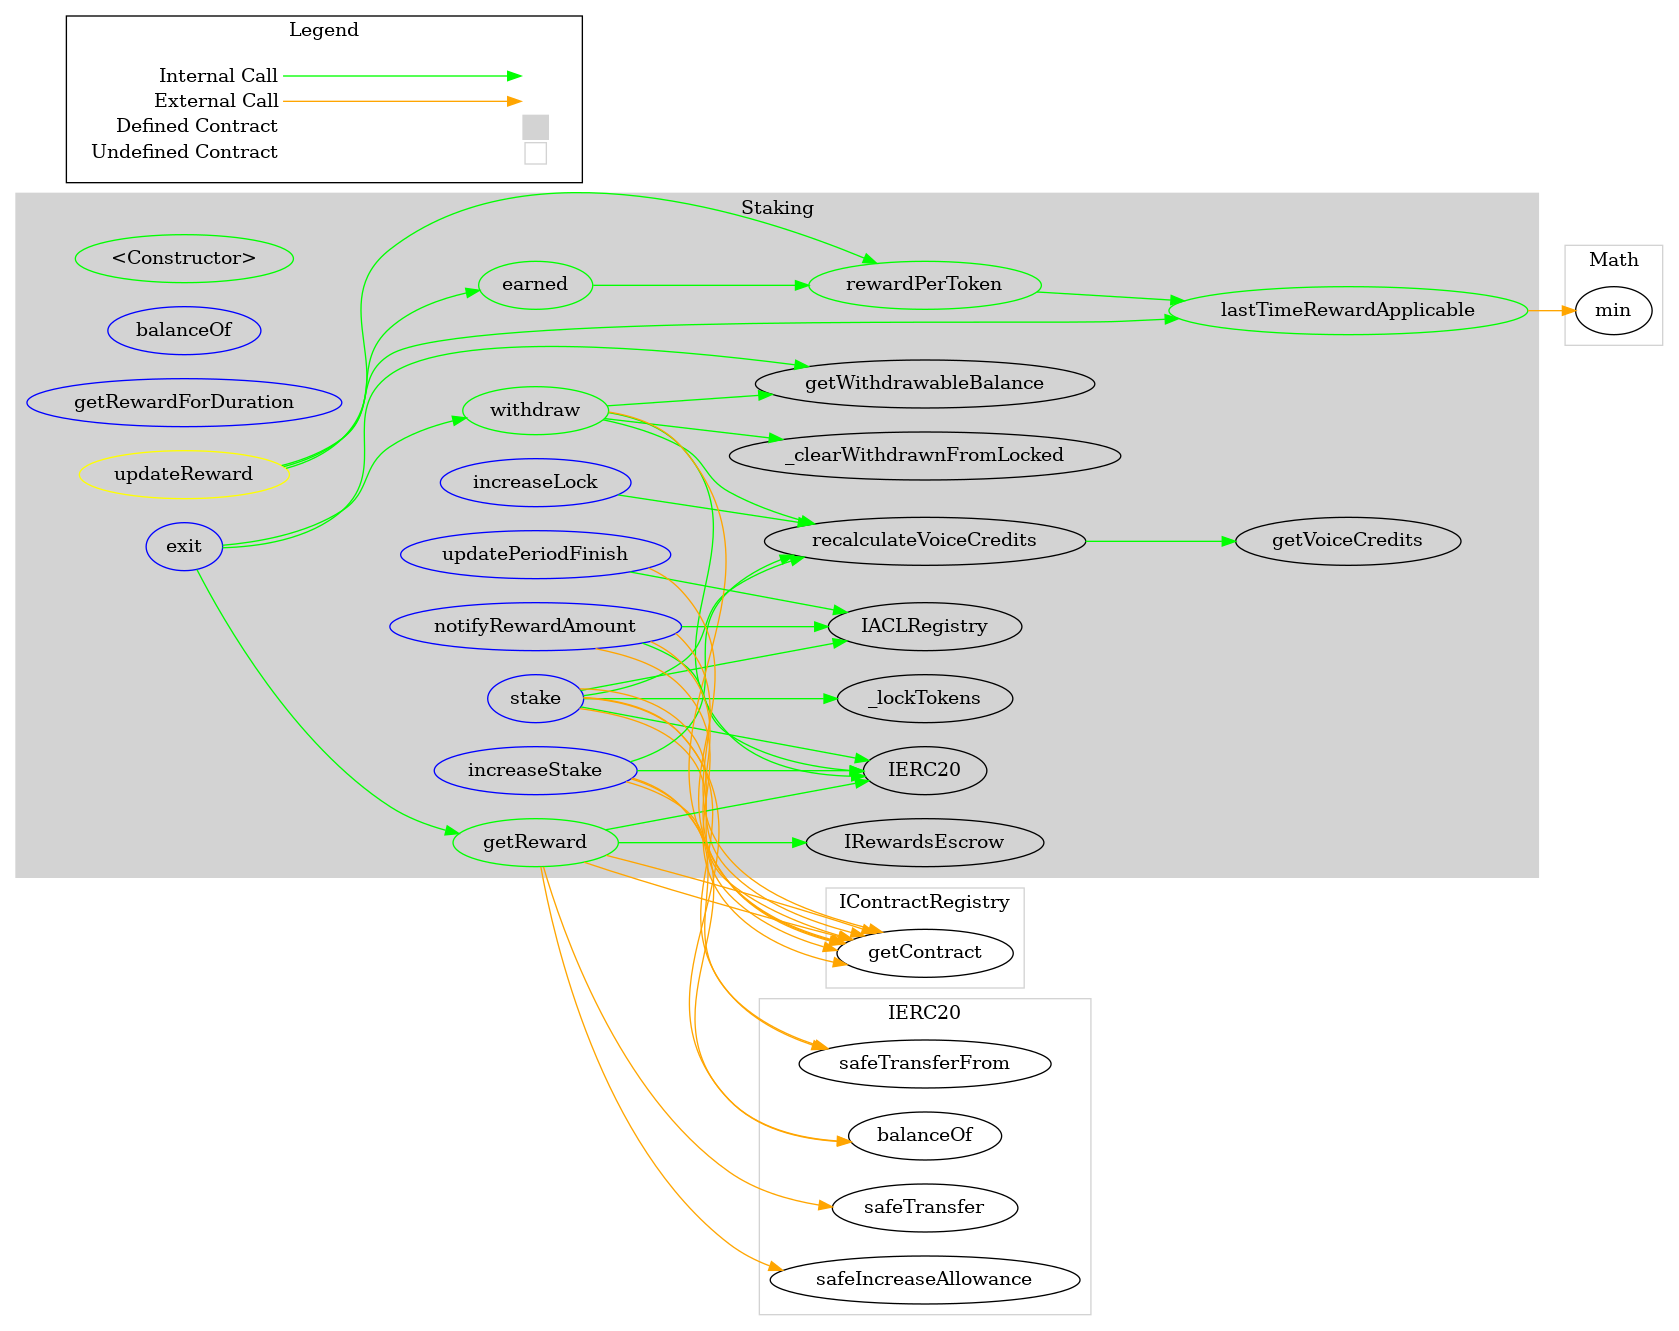 Legend
Internal Call
External Call
Defined Contract
Undefined Contract
Staking
<Constructor>
balanceOf
getRewardForDuration
updateReward
exit
earned
withdraw
increaseLock
updatePeriodFinish
notifyRewardAmount
stake
increaseStake
getReward
rewardPerToken
getWithdrawableBalance
_clearWithdrawnFromLocked
recalculateVoiceCredits
IACLRegistry
_lockTokens
IERC20
IRewardsEscrow
lastTimeRewardApplicable
getVoiceCredits
Math
min
IContractRegistry
getContract
IERC20
safeTransferFrom
balanceOf
safeTransfer
safeIncreaseAllowance